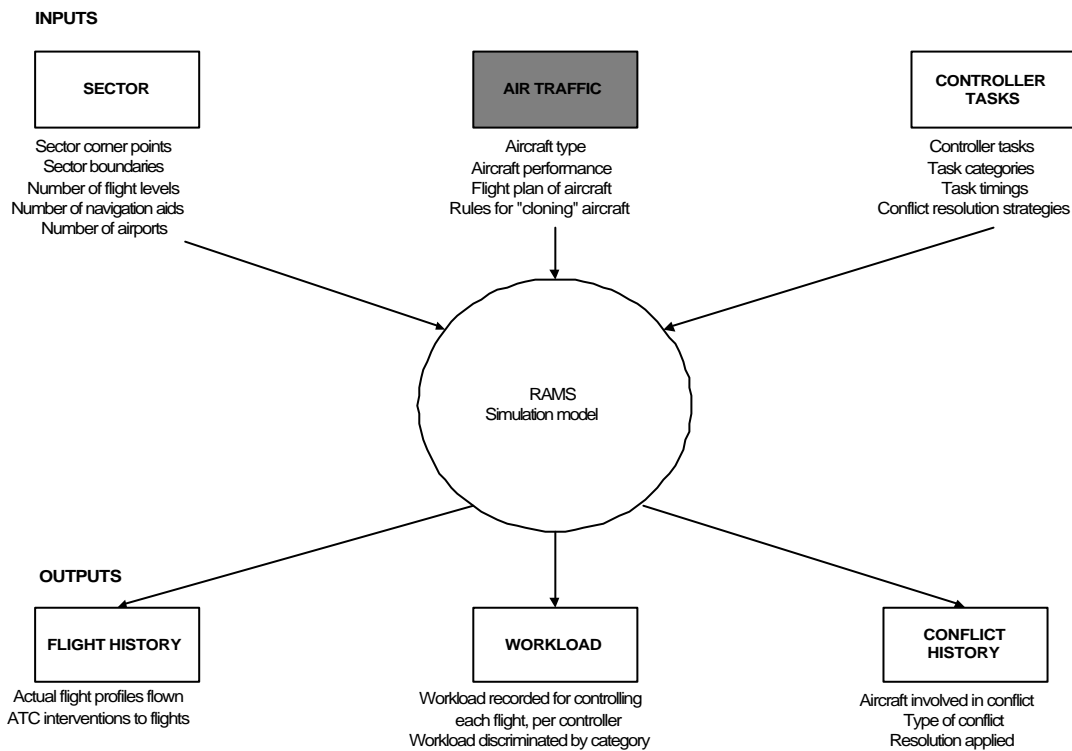 INPUTS
SECTOR
Sector corner points
Sector boundaries
Number of flight levels
Number of navigation aids
Number of airports
AIR TRAFFIC
Aircraft type
Aircraft performance
Flight plan of aircraft
Rules for "cloning" aircraft
CONTROLLER
TASKS
Controller tasks
Task categories
Task timings
Conflict resolution strategies
RAMS
Simulation model
OUTPUTS
FLIGHT HISTORY
Actual flight profiles flown
ATC interventions to flights
WORKLOAD
Workload recorded for controlling
each flight, per controller
Workload discriminated by category
CONFLICT
HISTORY
Aircraft involved in conflict
Type of conflict
Resolution applied